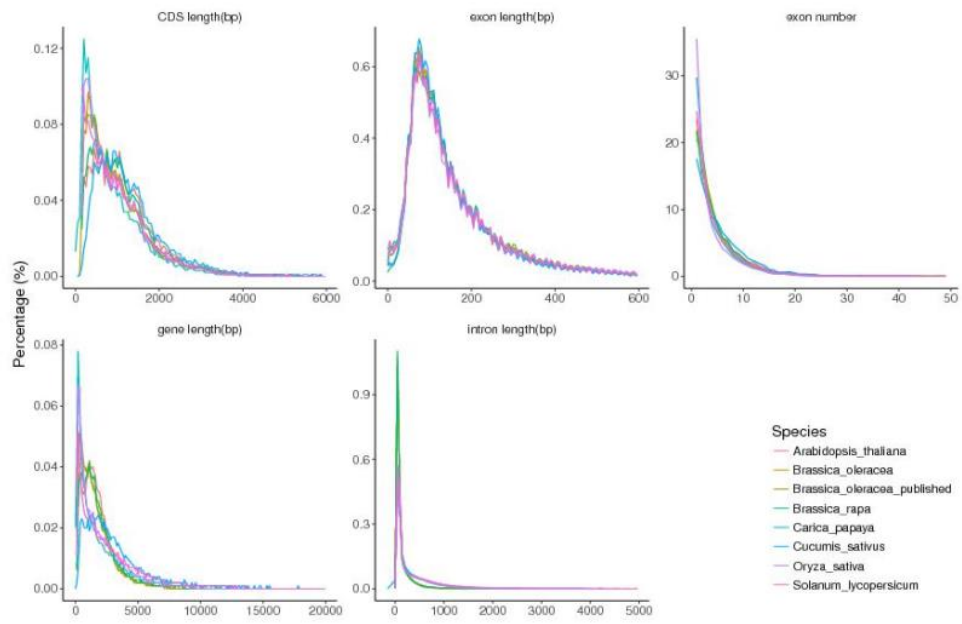 CDS length(bp)
exon length(bp)
exon number
Percentage (%)
0.12
0.08
0.04
0.00
0 2000 4000 6000
0.6
0.4
0.2
0.0
0 200 400 600
30
20
10
0
0 10 20 30 40 50
gene length(bp)
intron length(bp)
0.08
0.06
0.04
0.02
0.00
0 5000 10000 15000 20000
0.9
0.6
0.3
0.0
0 1000 2000 3000 4000 5000
Species
Arabidopsis_thaliana
Brassica_oleracea
Brassica_oleracea_published
Brassica_rapa
Carica_papaya
Cucumis_sativus
Oryza_sativa
Solanum_lycopersicum